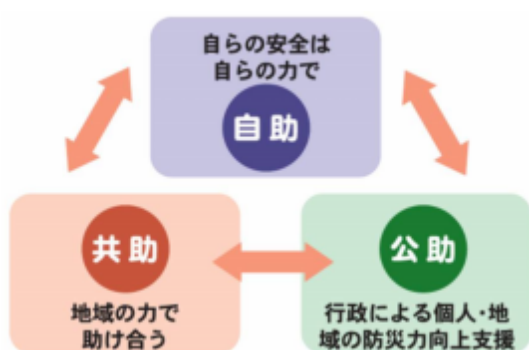 自らの安全は
自らの力で
自助
共助
地域の力で
助け合う
公助
行政による個人・地
域の防災力向上支援